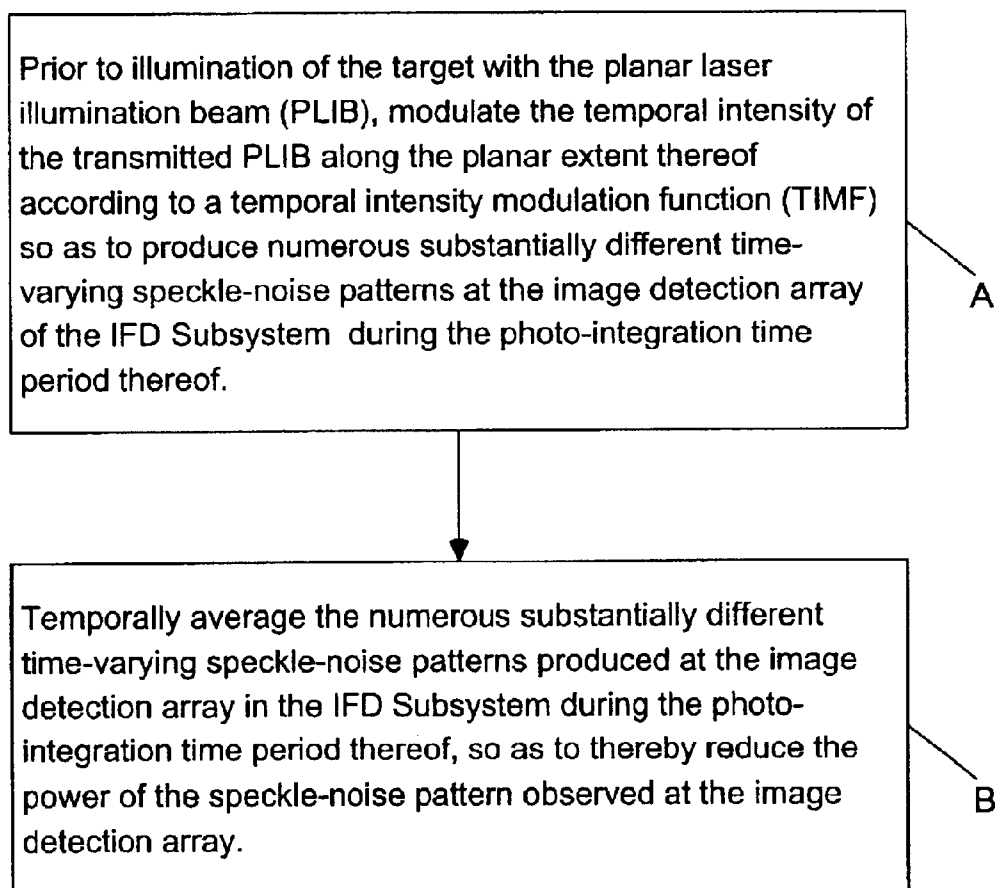 Prior to illumination of the target with the planar laser
illumination beam (PLIB), modulate the temporal intensity of
the transmitted PLIB along the planar extent thereof
according to a temporal intensity modulation function (TIMF)
so as to produce numerous substantially different time-
varying speckle-noise patterns at the image detection array
of the IFD Subsystem during the photo-integration time
period thereof.
A
Temporally average the numerous substantially different
time-varying speckle-noise patterns produced at the image
detection array in the IFD Subsystem during the photo-
integration time period thereof, so as to thereby reduce the
power of the speckle-noise pattern observed at the image
detection array.
B